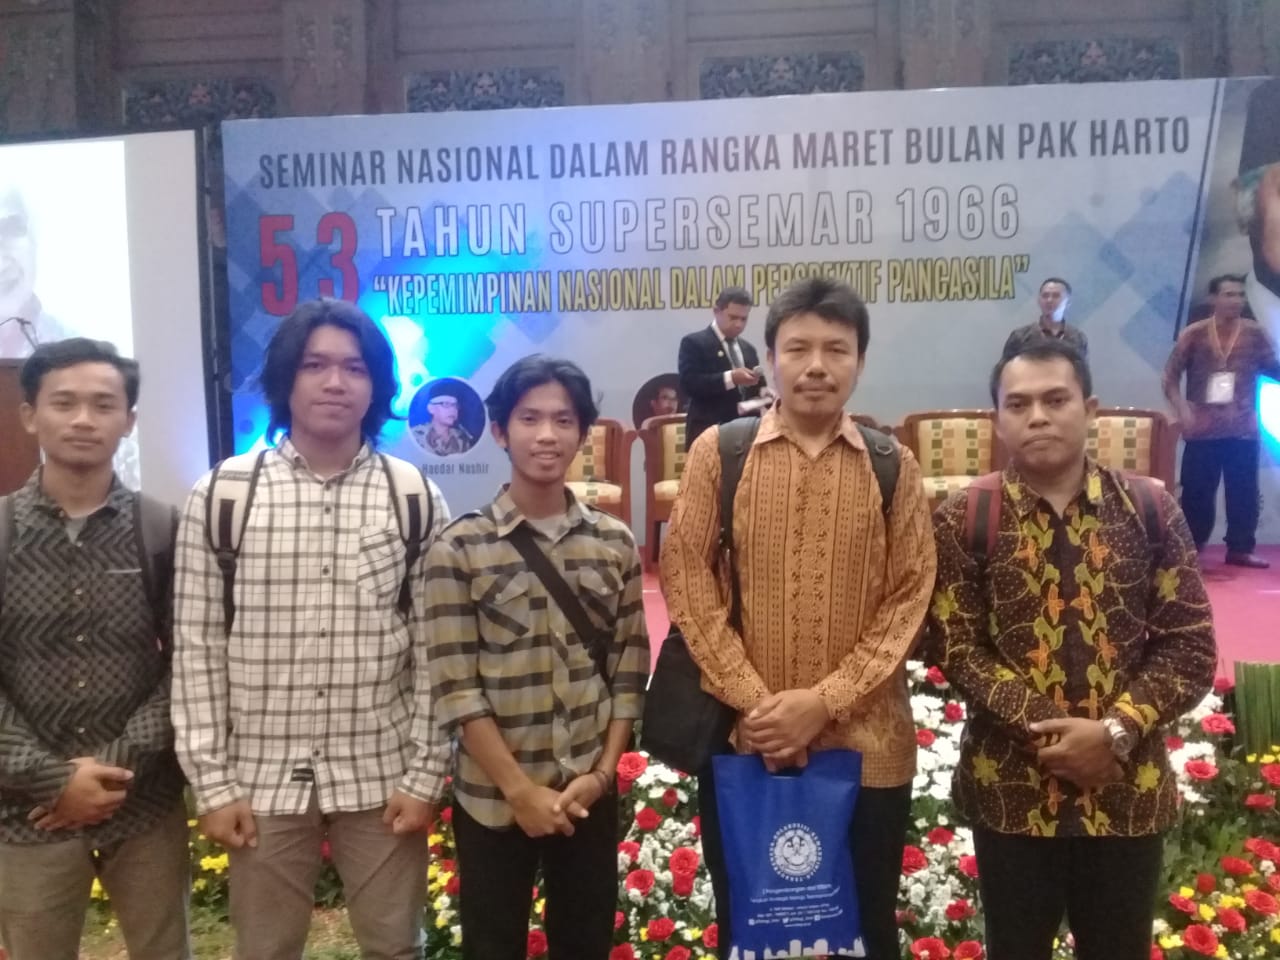 SEMINAR NASIONAL DALAM RANGKA MARET BULAN PAK HARTO
53 TAHUN SUPERSEMAR 1966
"KEPEMIMPINAN NASIONAL DALAM PERSPEKTIF PANCASILA"
Haedar Nashir